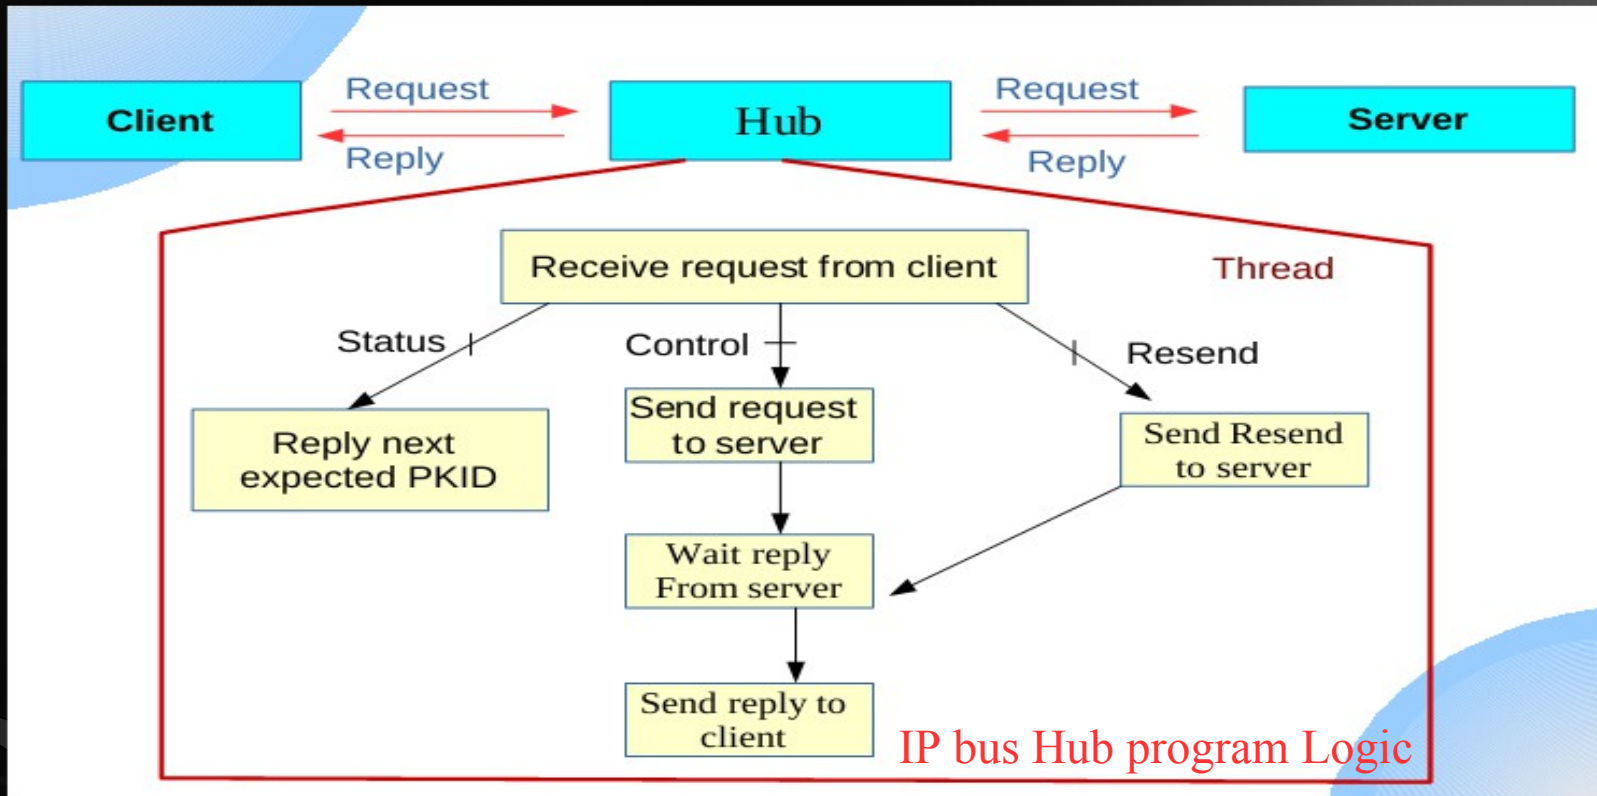 Request
Request
Client
Hub
Server
Reply
Reply
Receive request from client
Thread
Status
Control
Resend
Reply next
expected PKID
Send request
to server
Send Resend
to server
Wait reply
From server
Send reply to
client
IP bus Hub program Logic